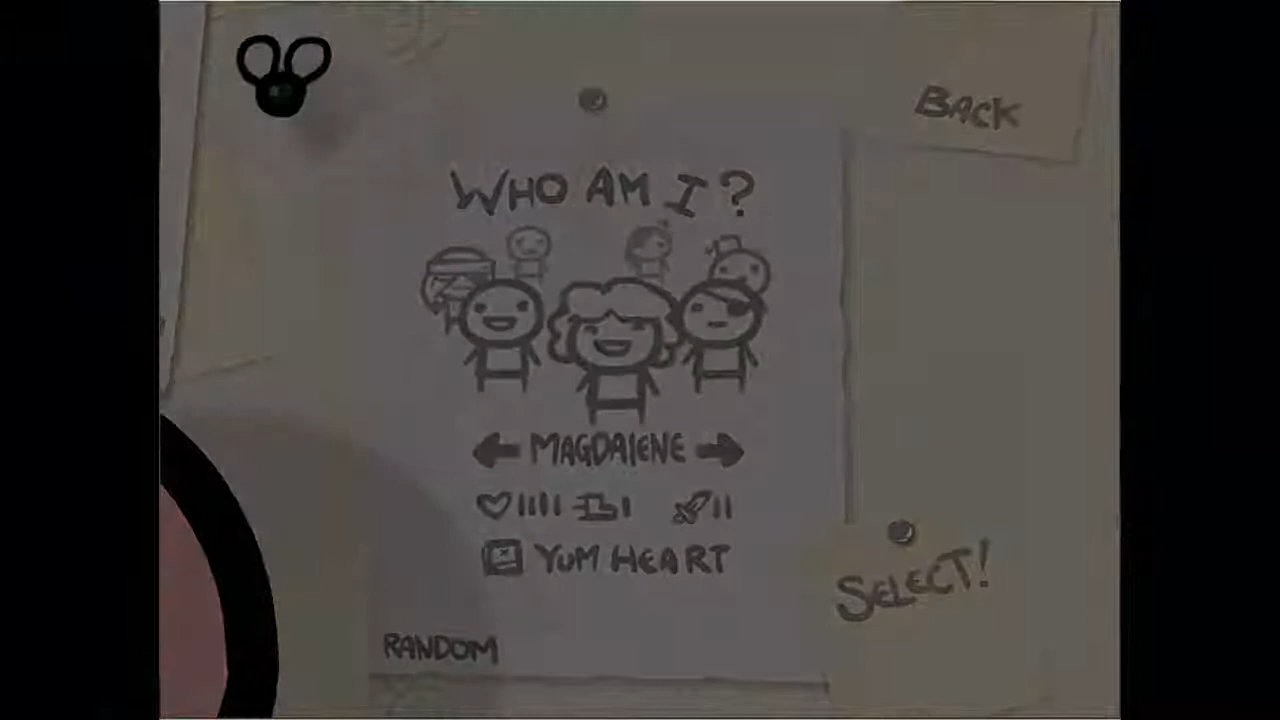 BACK
WHO AM I?
MAGDALENE
YUM HEART
SELECT!
RANDOM